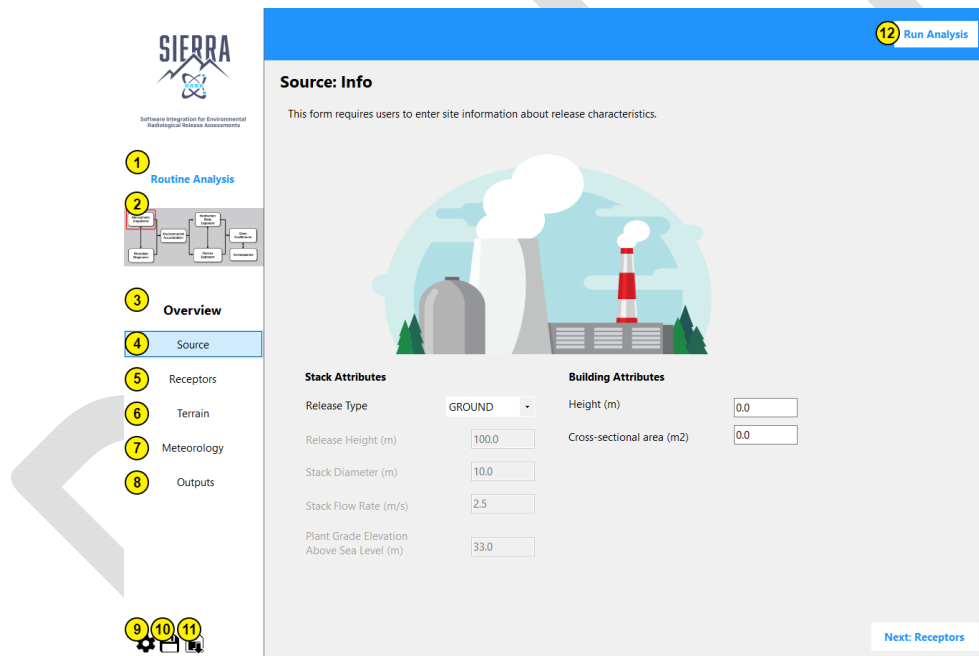 SIERRA
Software Integration for Environmental
Radiological Release Assessments
12
Run Analysis
Source: Info
This form requires users to enter site information about release characteristics.
1
Routine Analysis
2
3
Overview
4
Source
5
Receptors
6
Terrain
7
Meteorology
8
Outputs
Stack Attributes
Release Type
GROUND
Release Height (m)
100.0
Stack Diameter (m)
10.0
Stack Flow Rate (m/s)
2.5
Plant Grade Elevation
Above Sea Level (m)
33.0
Building Attributes
Height (m)
0.0
Cross-sectional area (m2)
0.0
9
10
11
Next: Receptors